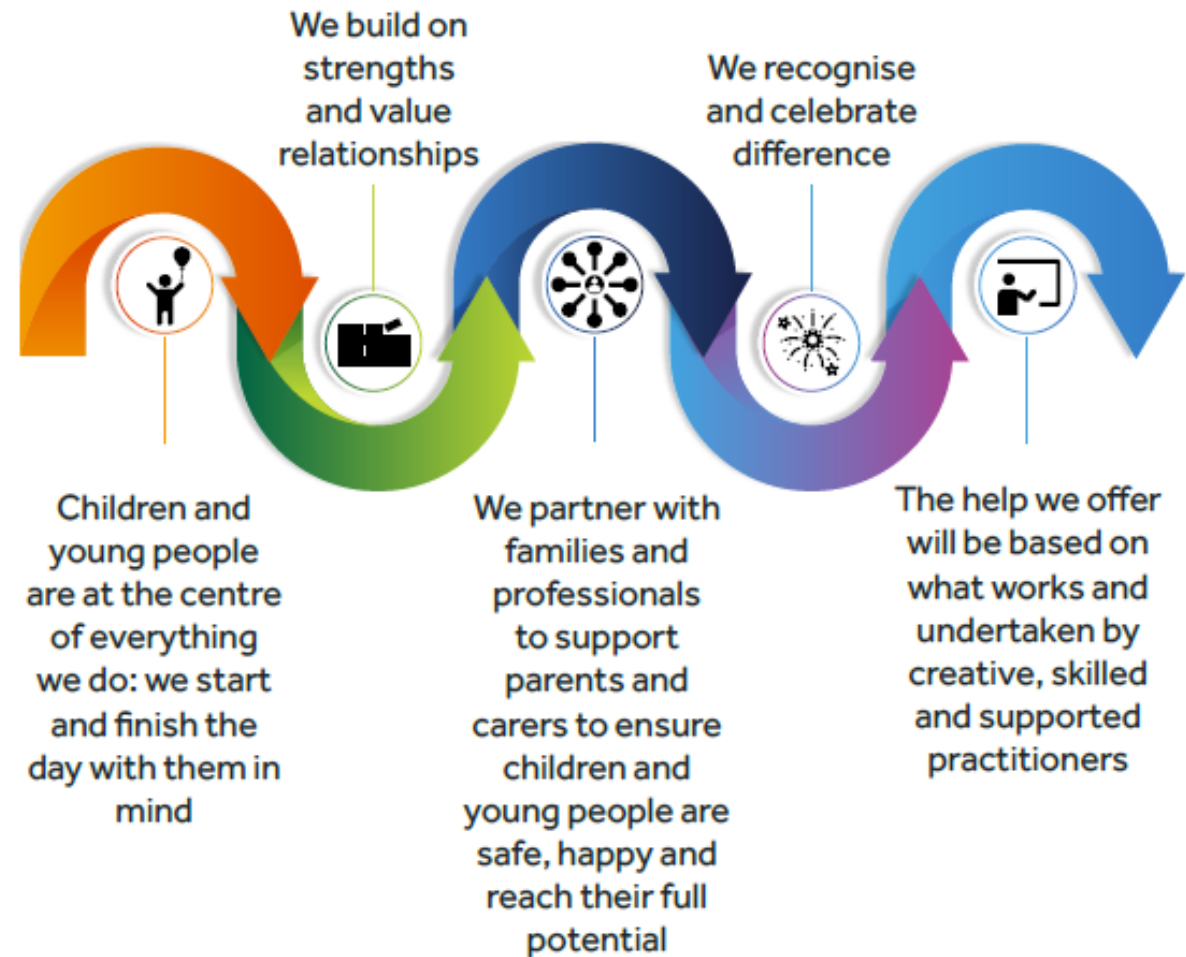 We build on
strengths
and value
relationships
We recognise
and celebrate
difference
Children and
young people
are at the centre
of everything
we do: we start
and finish the
day with them in
mind
We partner with
families and
professionals
to support
parents and
carers to ensure
children and
young people are
safe, happy and
reach their full
potential
The help we offer
will be based on
what works and
undertaken by
creative, skilled
and supported
practitioners